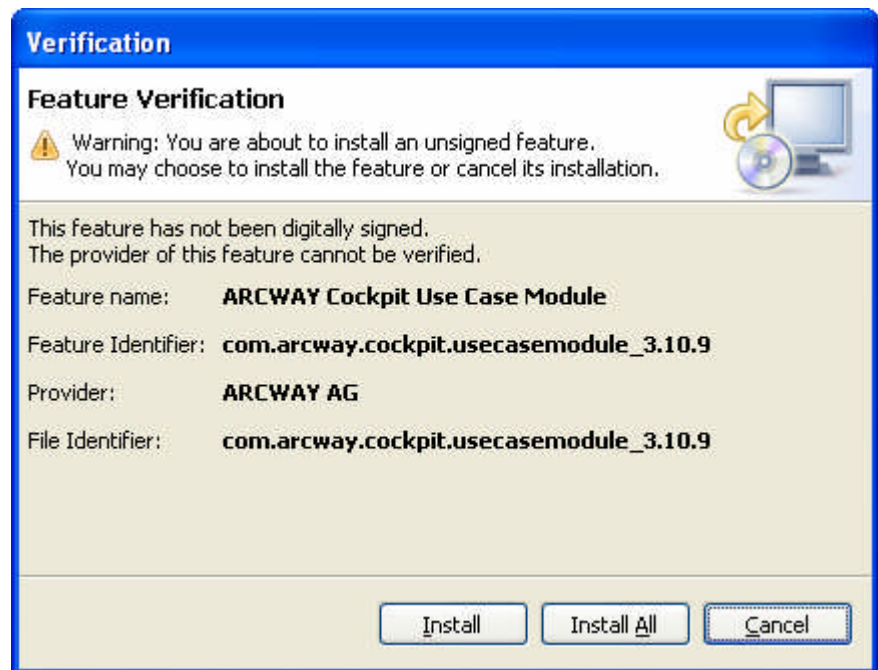 Verification
Feature Verification
Warning: You are about to install an unsigned feature.
You may choose to install the feature or cancel its installation.
This feature has not been digitally signed.
The provider of this feature cannot be verified.
Feature name: ARCWAY Cockpit Use Case Module
Feature Identifier: com.arcway.cockpit.usecasemodule_3.10.9
Provider: ARCWAY AG
File Identifier: com.arcway.cockpit.usecasemodule_3.10.9
Install Install All Cancel